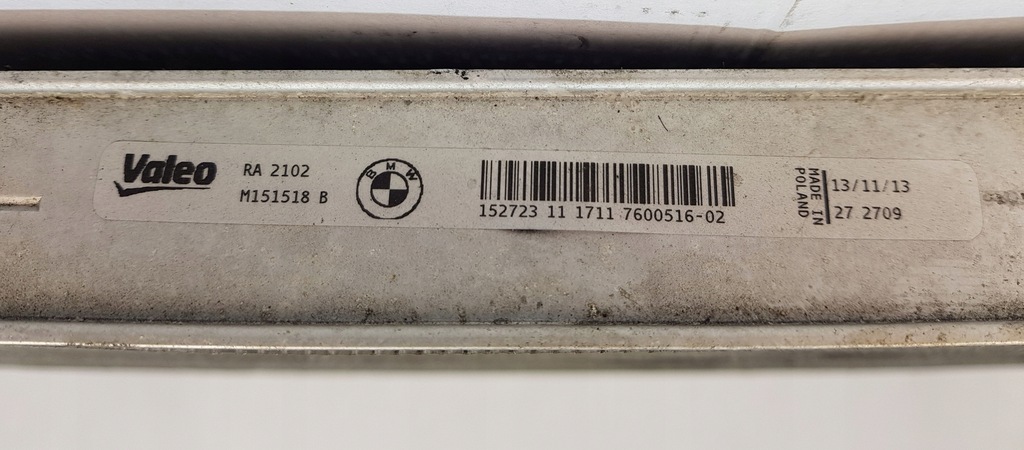 Valeo
RA 2102
M151518 B
BMW
152723 11 1711 7600516-02
MADE IN
POLAND
13/11/13
27 2709